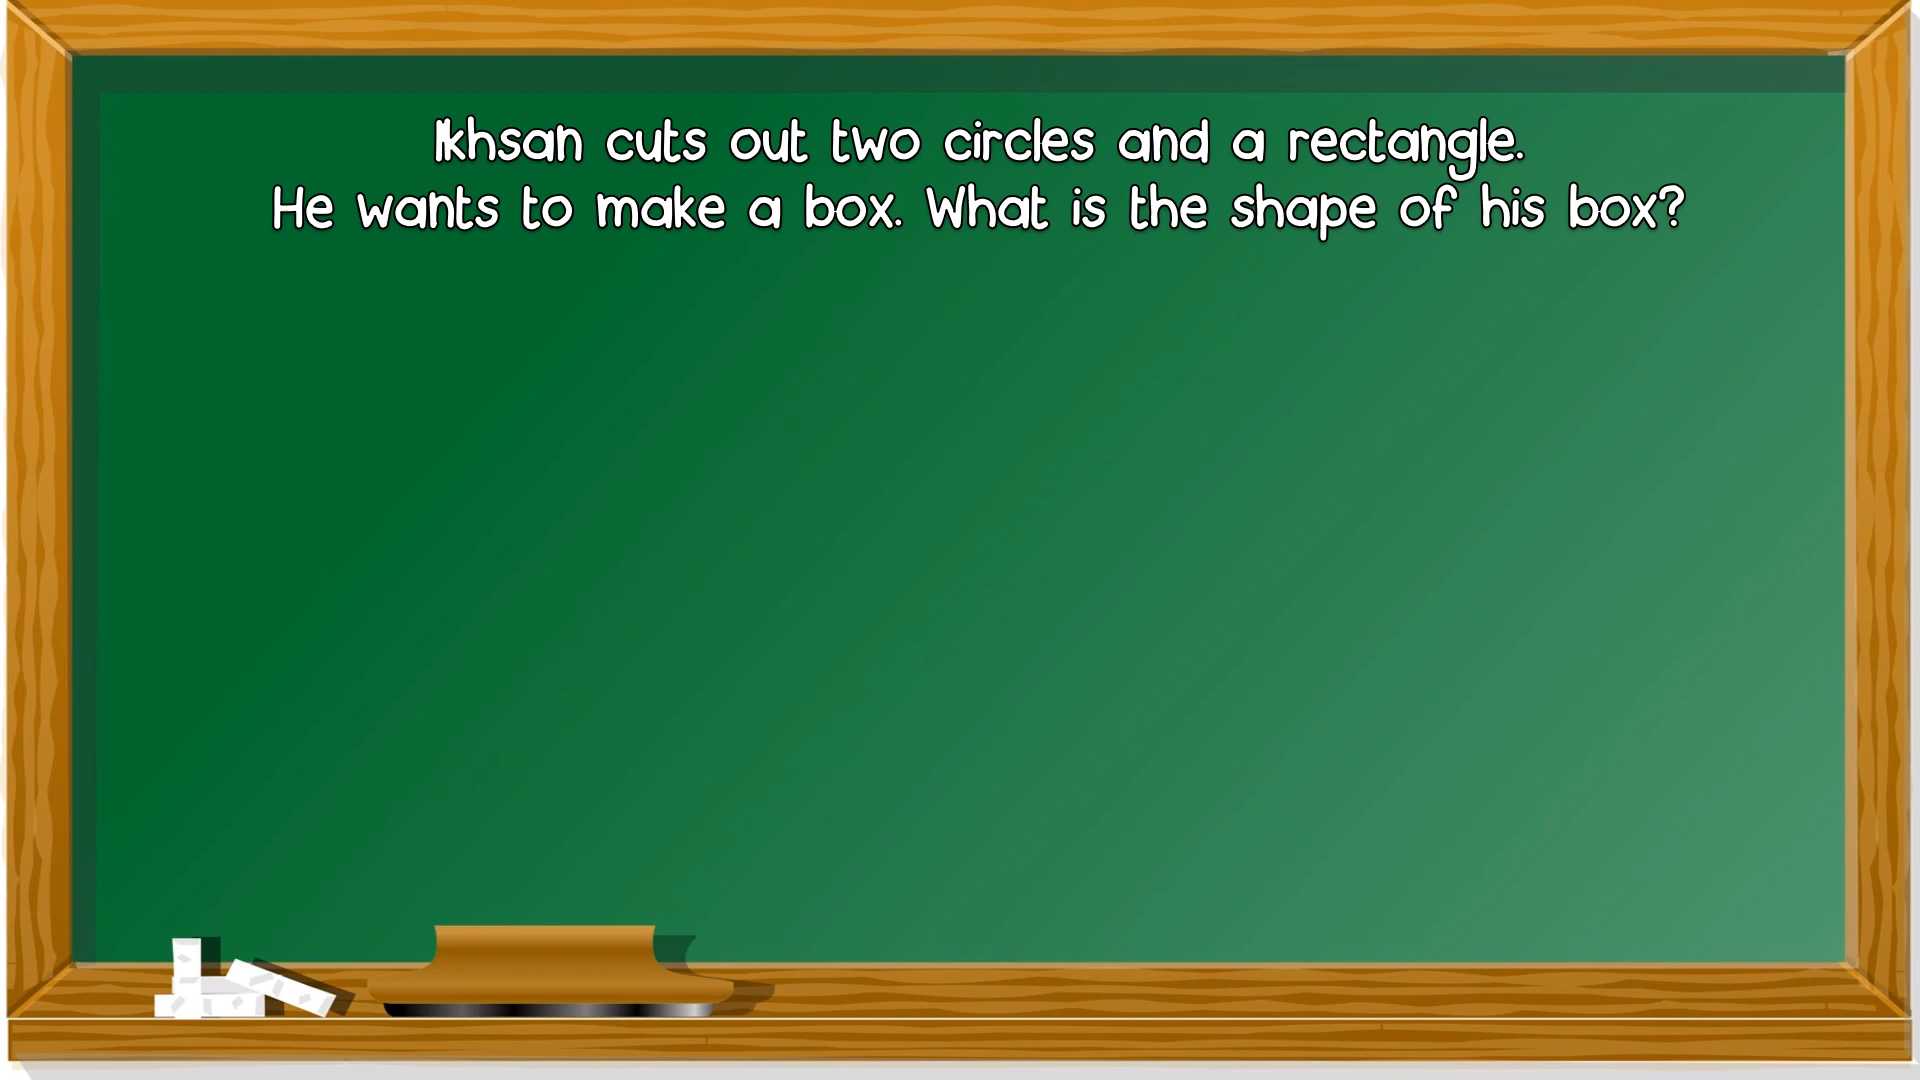 Ikhsan cuts out two circles and a rectangle.
He wants to make a box. What is the shape of his box?